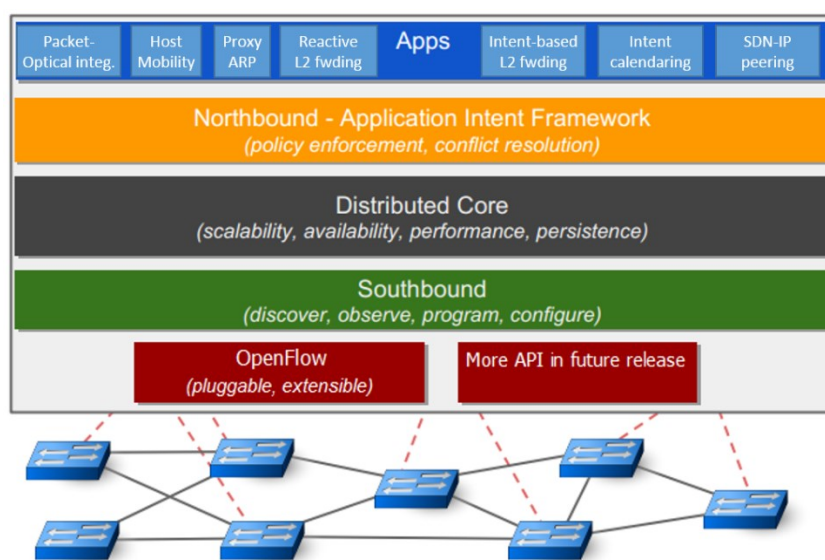 Packet-
Optical integ.
Host
Mobility
Proxy
ARP
Reactive
L2 fwding
Apps
Intent-based
L2 fwding
Intent
calendaring
SDN-IP
peering
Northbound - Application Intent Framework
(policy enforcement, conflict resolution)
Distributed Core
(scalability, availability, performance, persistence)
Southbound
(discover, observe, program, configure)
OpenFlow
(pluggable, extensible)
More API in future release